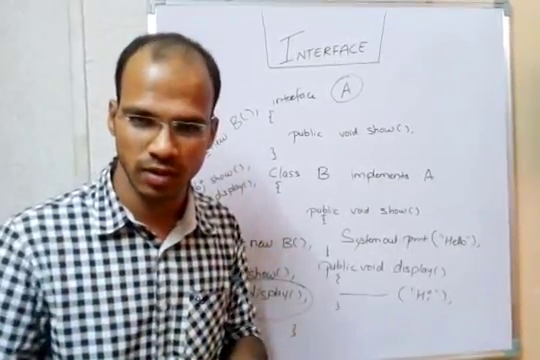 INTERFACE
interface A
new B(); {
public void show();
}
show(); Class B implements A
display(); {
public void show()
{
new B(); System.out.print("Hello");
}
show(); public void display()
display(); {
("Hi");
}
}